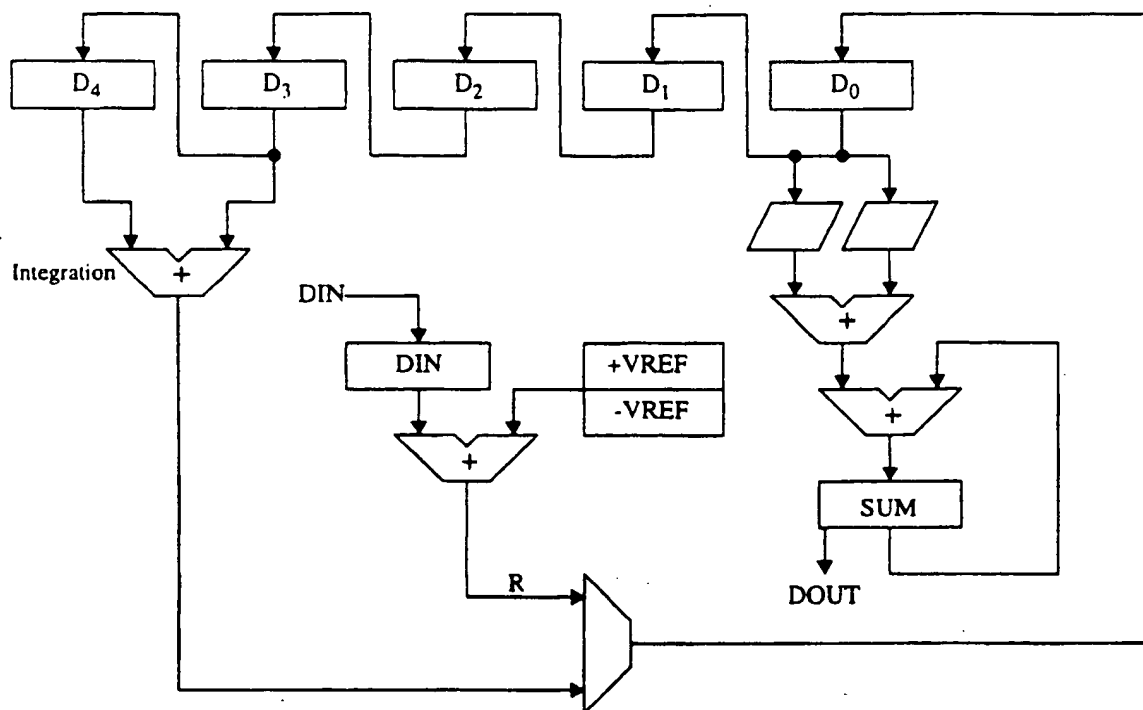 D4 D3 D2 D1 D0
Integration
+
+
DIN
DIN
+VREF
-VREF
+
+
SUM
R
DOUT